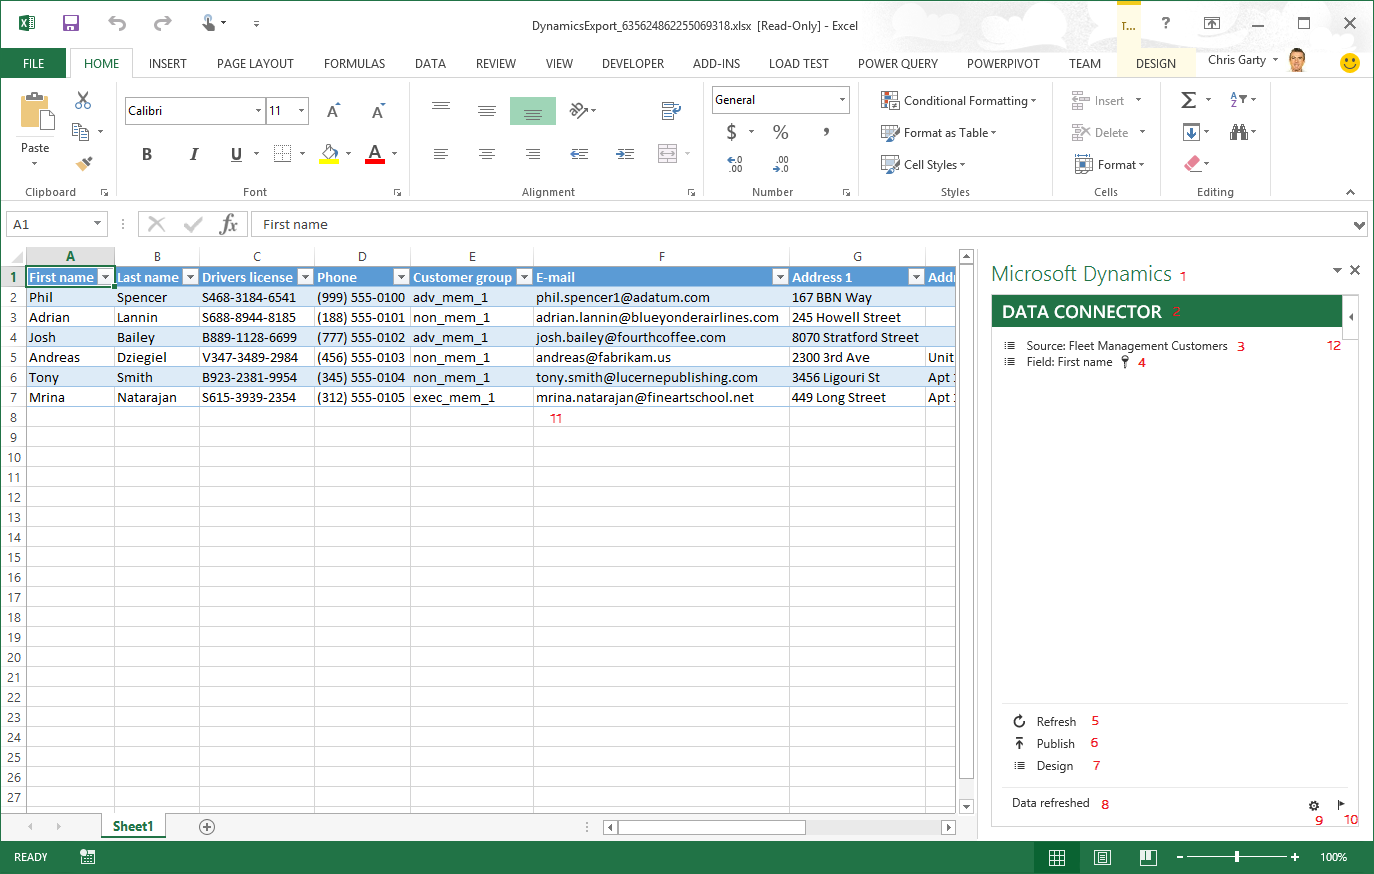 DynamicsExport_635624862255069318.xlsx [Read-Only] - Excel
T... ?
FILE HOME INSERT PAGE LAYOUT FORMULAS DATA REVIEW VIEW DEVELOPER ADD-INS LOAD TEST POWER QUERY POWERPIVOT TEAM DESIGN Chris Garty
Paste
Clipboard
Calibri 11 A A
B I U A
Font
Alignment
General
$ % ,
←.0 .00 .00 →.0
Number
Conditional Formatting
Format as Table
Cell Styles
Styles
Insert
Delete
Format
Cells
Σ A Z
Editing
A1 fx First name
A B C D E F G
1 First name Last name Drivers license Phone Customer group E-mail Address 1 Addr
2 Phil Spencer S468-3184-6541 (999) 555-0100 adv_mem_1 phil.spencer1@adatum.com 167 BBN Way
3 Adrian Lannin S688-8944-8185 (188) 555-0101 non_mem_1 adrian.lannin@blueyonderairlines.com 245 Howell Street
4 Josh Bailey B889-1128-6699 (777) 555-0102 adv_mem_1 josh.bailey@fourthcoffee.com 8070 Stratford Street
5 Andreas Dziegiel V347-3489-2984 (456) 555-0103 non_mem_1 andreas@fabrikam.us 2300 3rd Ave Unit
6 Tony Smith B923-2381-9954 (345) 555-0104 non_mem_1 tony.smith@lucernepublishing.com 3456 Ligouri St Apt
7 Mrina Natarajan S615-3939-2354 (312) 555-0105 exec_mem_1 mrina.natarajan@fineartschool.net 449 Long Street Apt
8 11
9
10
11
12
13
14
15
16
17
18
19
20
21
22
23
24
25
26
27
Microsoft Dynamics 1
DATA CONNECTOR 2
Source: Fleet Management Customers 3 12
Field: First name 4
Refresh 5
Publish 6
Design 7
Data refreshed 8
9 10
Sheet1
READY 100%